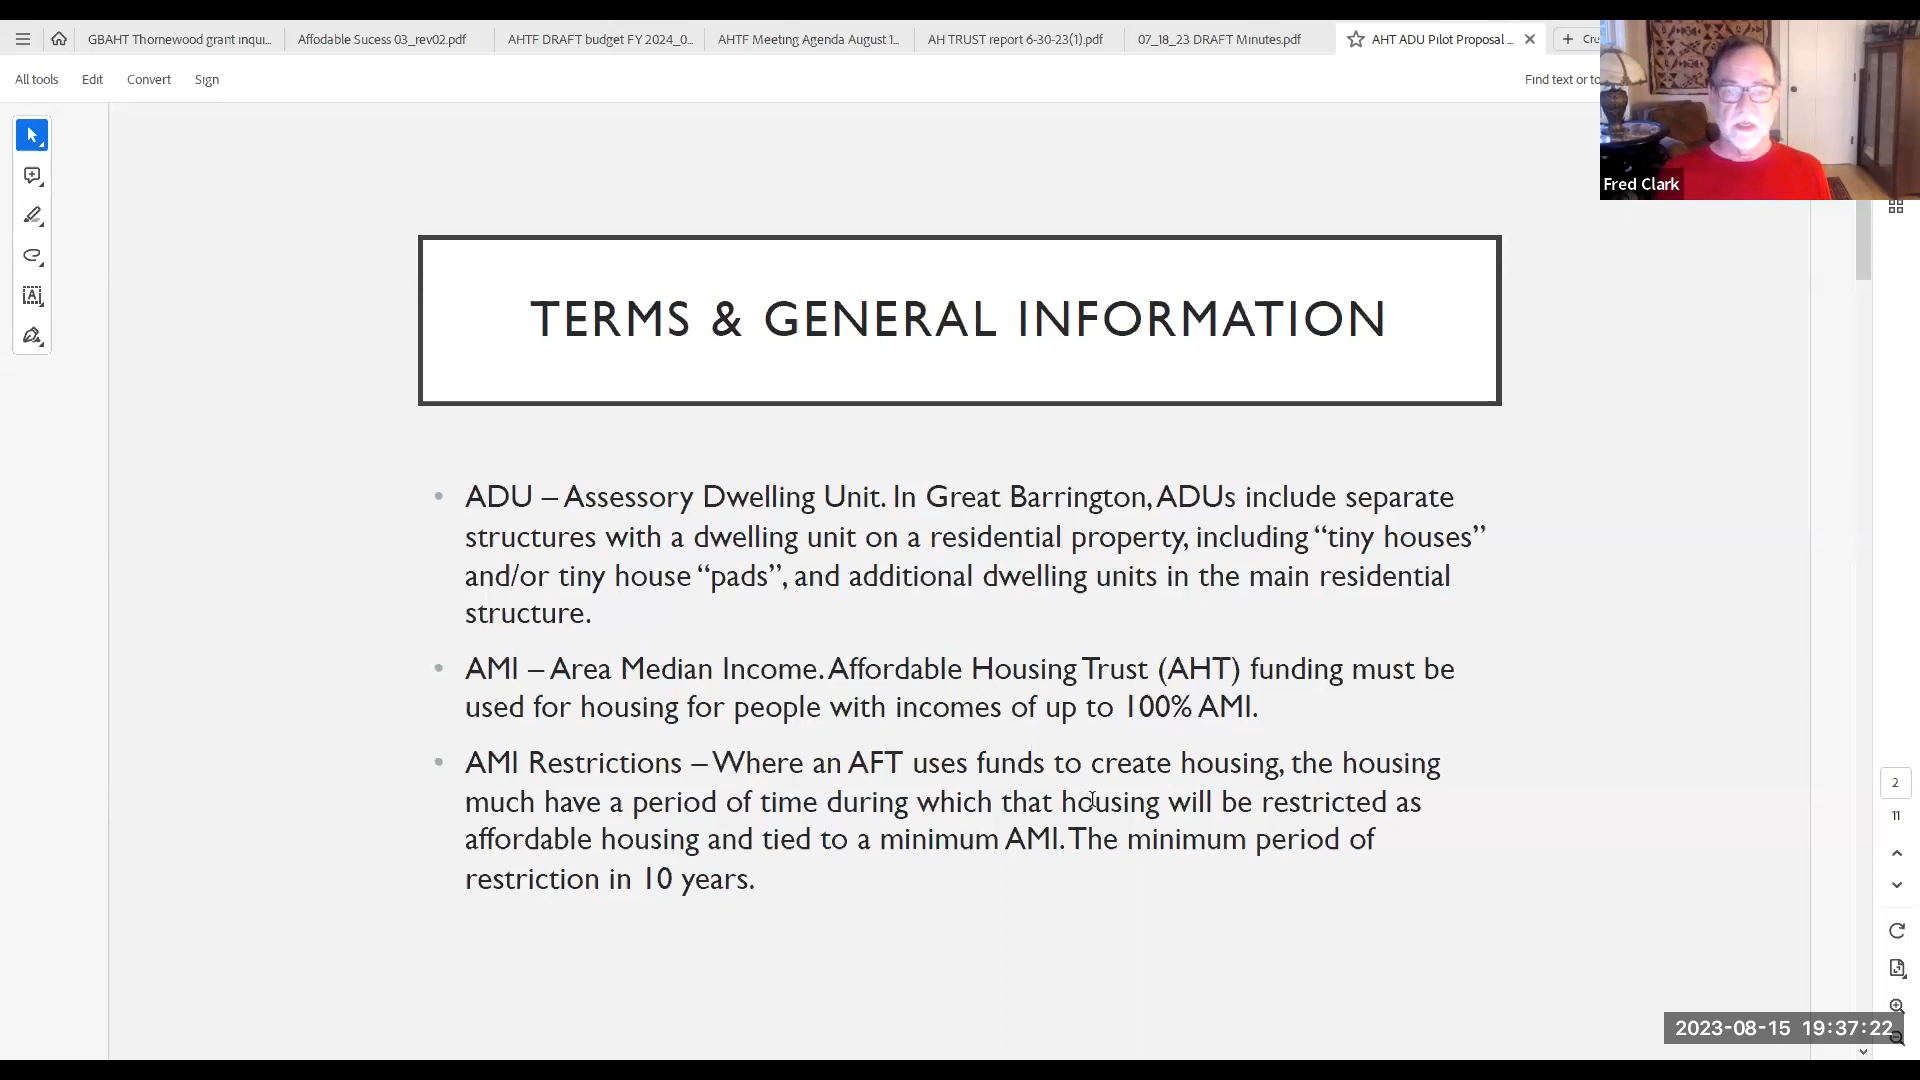 GBAHT Thornewood grant inqui...
Affodable Sucess 03_rev02.pdf
AHTF DRAFT budget FY 2024_0...
AHTF Meeting Agenda August 1...
AH TRUST report 6-30-23(1).pdf
07_18_23 DRAFT Minutes.pdf
AHT ADU Pilot Proposal ...
All tools
Edit
Convert
Sign
Find text or to
Fred Clark
TERMS & GENERAL INFORMATION
• ADU – Assessory Dwelling Unit. In Great Barrington, ADUs include separate
structures with a dwelling unit on a residential property, including “tiny houses”
and/or tiny house “pads”, and additional dwelling units in the main residential
structure.
• AMI – Area Median Income. Affordable Housing Trust (AHT) funding must be
used for housing for people with incomes of up to 100% AMI.
• AMI Restrictions – Where an AFT uses funds to create housing, the housing
much have a period of time during which that housing will be restricted as
affordable housing and tied to a minimum AMI. The minimum period of
restriction in 10 years.
2
11
2023-08-15 19:37:22